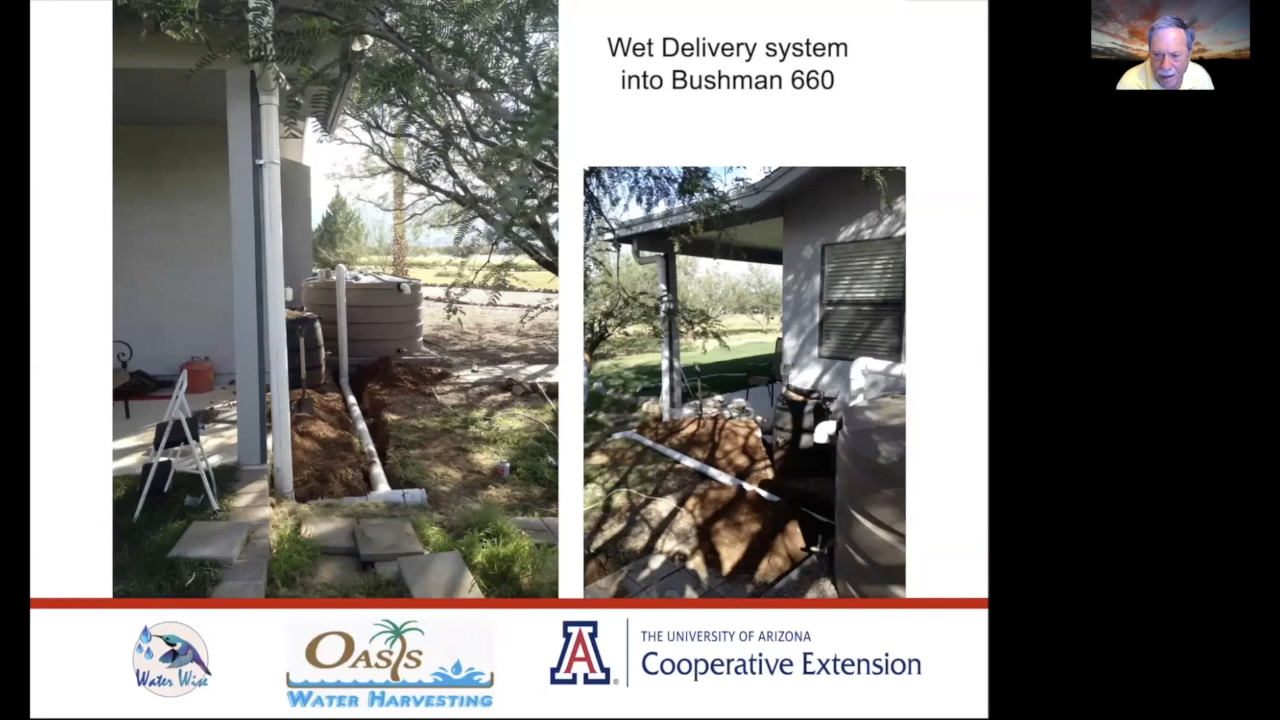 Wet Delivery system
into Bushman 660
Water Wise
OASIS
WATER HARVESTING
A
THE UNIVERSITY OF ARIZONA
Cooperative Extension